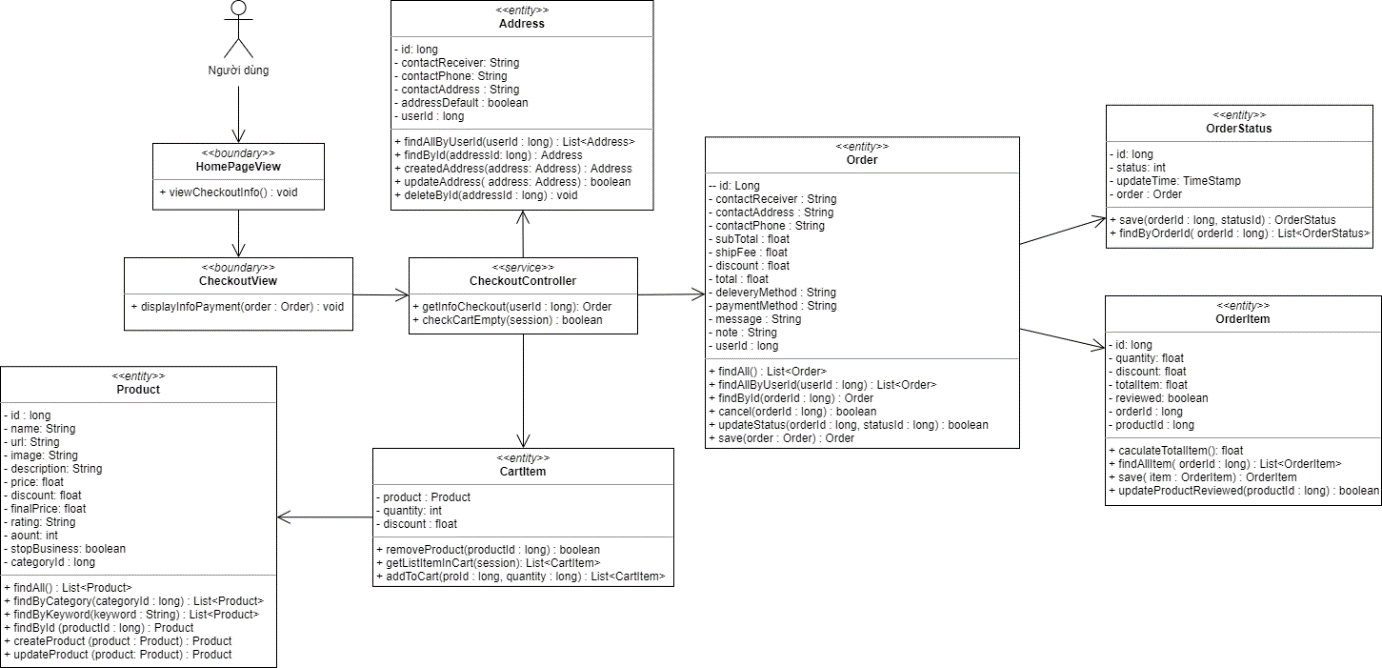 Người dùng
<<boundary>>
HomePageView
+ viewCheckoutInfo() : void
<<boundary>>
CheckoutView
+ displayInfoPayment(order : Order) : void
<<entity>>
Address
- id: long
- contactReceiver: String
- contactPhone: String
- contactAddress : String
- addressDefault : boolean
- userId : long
+ findAllByUserId(userId : long) : List<Address>
+ findById(addressId: long) : Address
+ createdAddress(address: Address) : Address
+ updateAddress( address: Address) : boolean
+ deleteById(addressId : long) : void
<<service>>
CheckoutController
+ getInfoCheckout(userId : long): Order
+ checkCartEmpty(session) : boolean
<<entity>>
Order
-- id: Long
- contactReceiver : String
- contactAddress : String
- contactPhone : String
- subTotal : float
- shipFee : float
- discount : float
- total : float
- deleveryMethod : String
- paymentMethod : String
- message : String
- note : String
- userId : long
+ findAll() : List<Order>
+ findAllByUserId(userId : long) : List<Order>
+ findById(orderId : long) : Order
+ cancel(orderId : long) : boolean
+ updateStatus(orderId : long, statusId : long) : boolean
+ save(order : Order) : Order
<<entity>>
OrderStatus
- id: long
- status: int
- updateTime: TimeStamp
- order : Order
+ save(orderId : long, statusId) : OrderStatus
+ findByOrderId( orderId : long) : List<OrderStatus>
<<entity>>
OrderItem
- id: long
- quantity: float
- discount: float
- totalItem: float
- reviewed: boolean
- orderId : long
- productId : long
+ caculateTotalItem(): float
+ findAllItem( orderId : long) : List<OrderItem>
+ save( item : OrderItem) : OrderItem
+ updateProductReviewed(productId : long) : boolean
<<entity>>
Product
- id : long
- name: String
- url: String
- image: String
- description: String
- price: float
- discount: float
- finalPrice: float
- rating: String
- aount: int
- stopBusiness: boolean
- categoryId : long
+ findAll() : List<Product>
+ findByCategory(categoryId : long) : List<Product>
+ findByKeyword(keyword : String) : List<Product>
+ findById (productId : long) : Product
+ createProduct (product : Product) : Product
+ updateProduct (product: Product) : Product
<<entity>>
CartItem
- product : Product
- quantity: int
- discount : float
+ removeProduct(productId : long) : boolean
+ getListItemInCart(session): List<CartItem>
+ addToCart(proId : long, quantity : long) : List<CartItem>